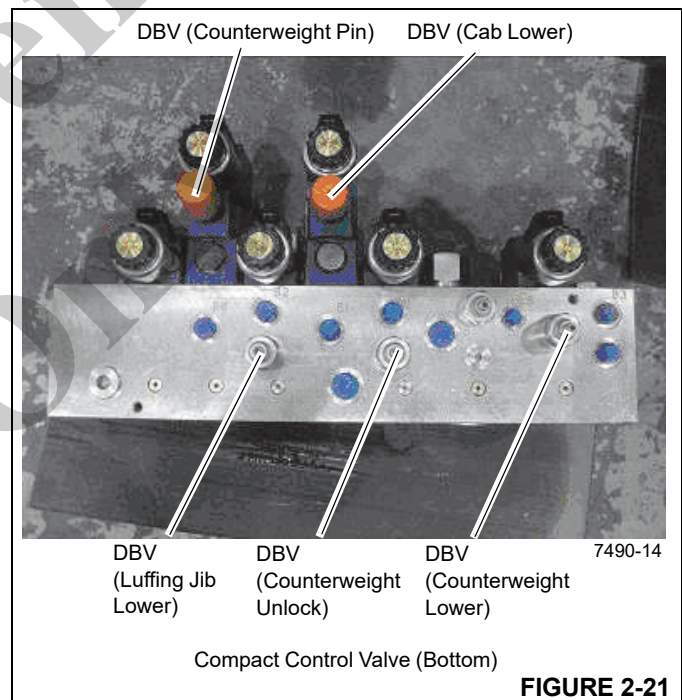 DBV (Counterweight Pin) DBV (Cab Lower)
DBV
(Luffing Jib
Lower)
DBV
(Counterweight
Unlock)
DBV
(Counterweight
Lower)
7490-14
Compact Control Valve (Bottom)
FIGURE 2-21